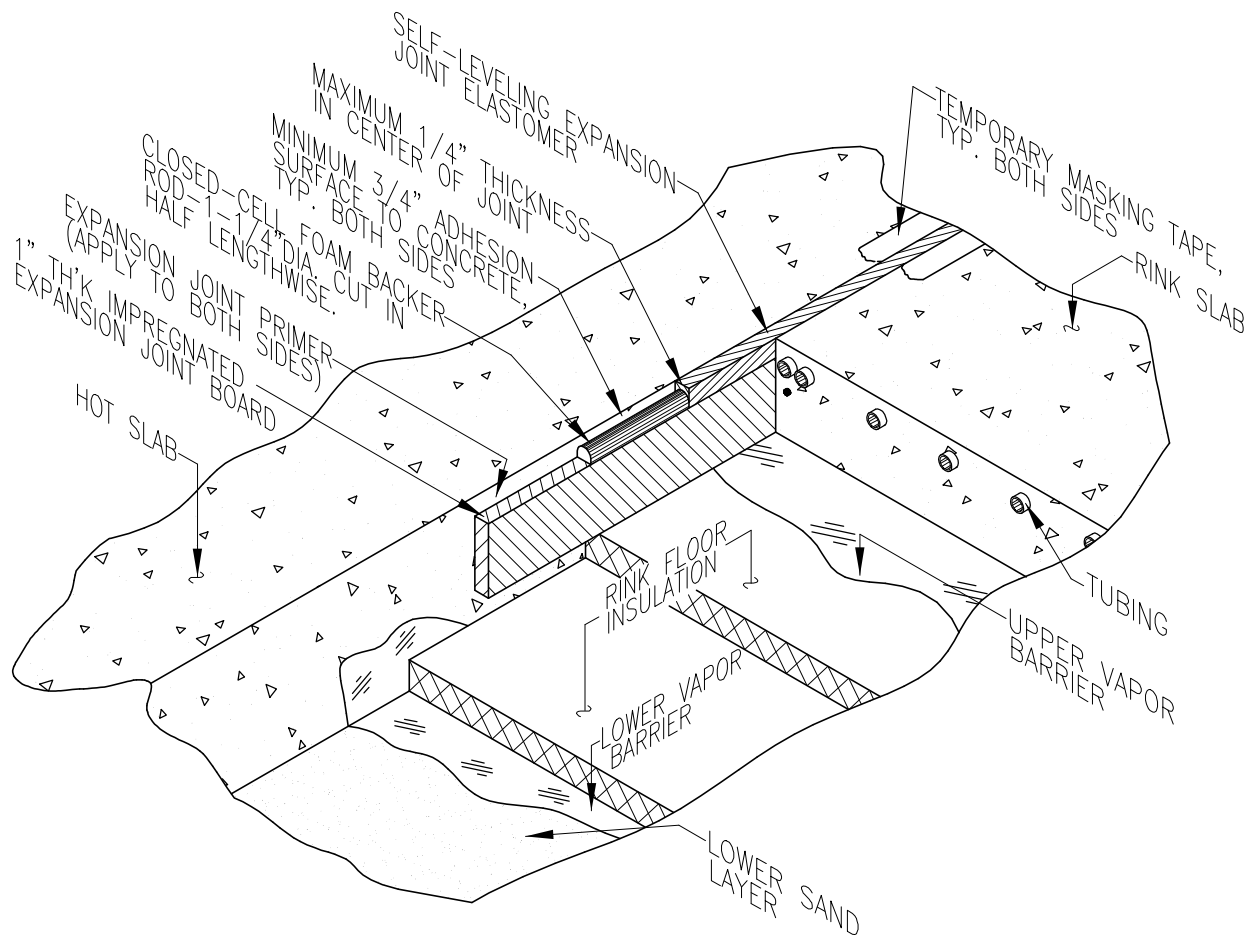 SELF-LEVELING EXPANSION
JOINT ELASTOMER
MAXIMUM 1/4" THICKNESS
IN CENTER OF JOINT
MINIMUM 3/4" ADHESION
SURFACE TO CONCRETE,
TYP. BOTH SIDES
CLOSED-CELL FOAM BACKER
ROD-1-1/4"DIA. CUT IN
HALF LENGTHWISE.
EXPANSION JOINT PRIMER
(APPLY TO BOTH SIDES)
1" TH'K IMPREGNATED
EXPANSION JOINT BOARD
HOT SLAB
TEMPORARY MASKING TAPE,
TYP. BOTH SIDES
RINK SLAB
TUBING
UPPER VAPOR
BARRIER
RINK FLOOR
INSULATION
LOWER VAPOR
BARRIER
LOWER SAND
LAYER